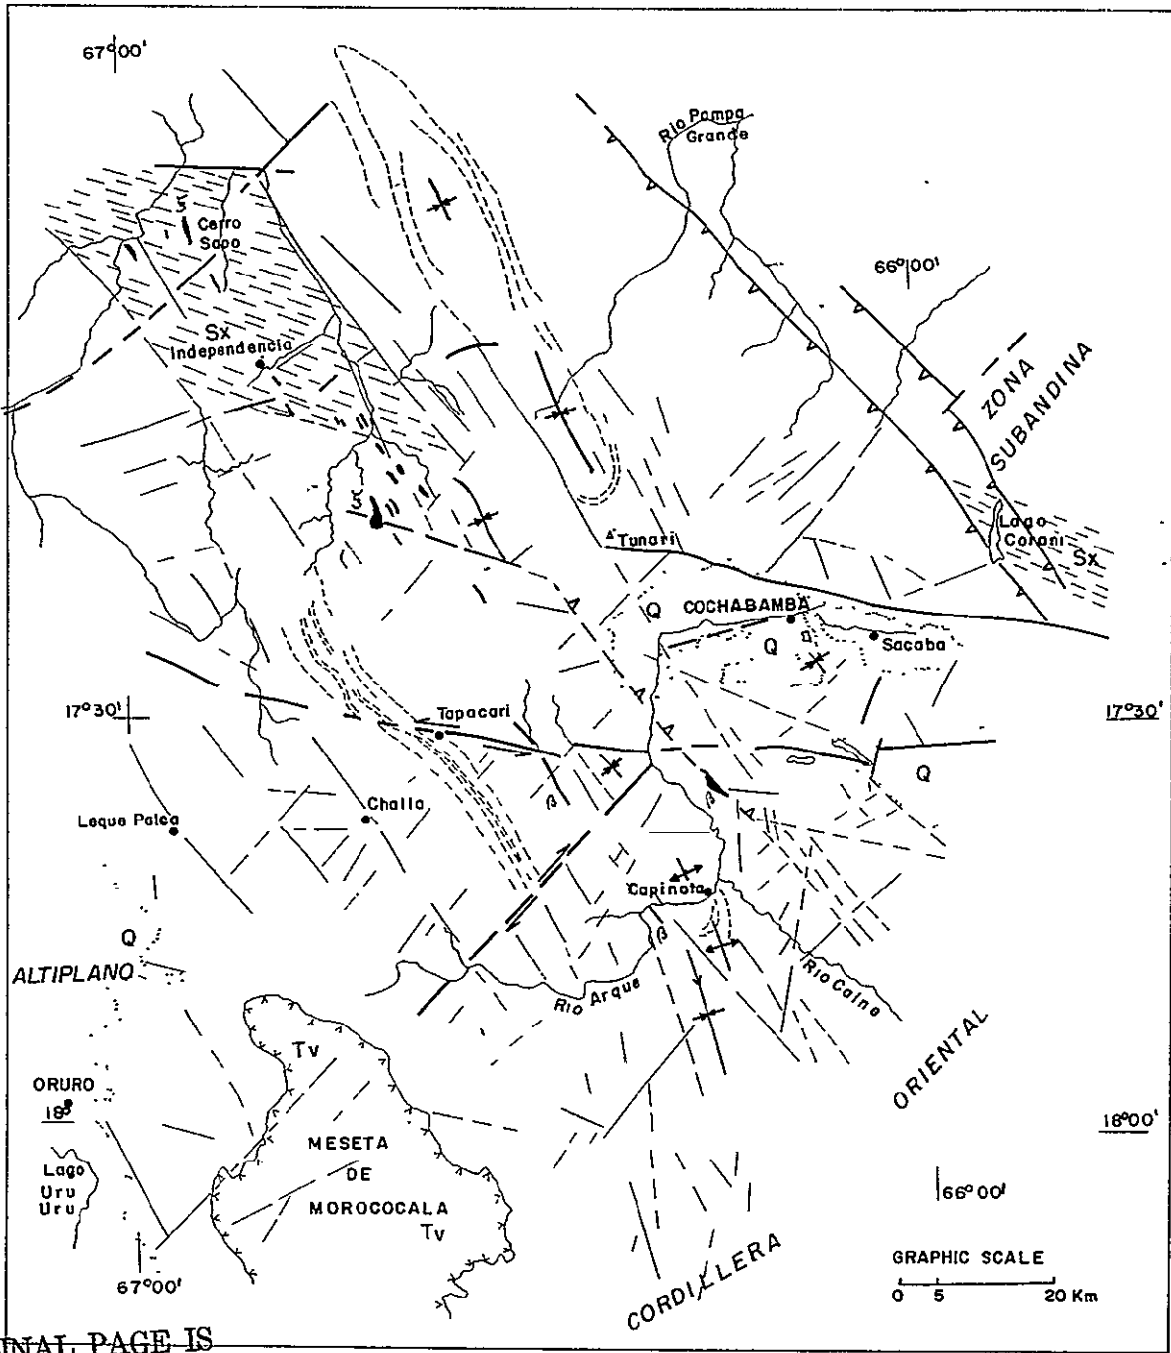 67°00'
Rio Pampa
Grande
Cerro
Sapo
66°00'
ZONA
SUBANDINA
Sx
Independencia
Lago
Corani
Sx
Tunari
Q
COCHABAMBA
Q
Sacaba
17°30'
17°30'
Tapacari
Q
β
β
Challa
Leque Palca
Capinota
β
Q
ALTIPLANO
Rio Arque
Rio Caine
Tv
ORIENTAL
ORURO
18°
18°00'
MESETA
DE
MOROCOCALA
Tv
Lago
Uru
Uru
66°00'
CORDILLERA
67°00'
GRAPHIC SCALE
0 5 20 Km
INAL PAGE IS